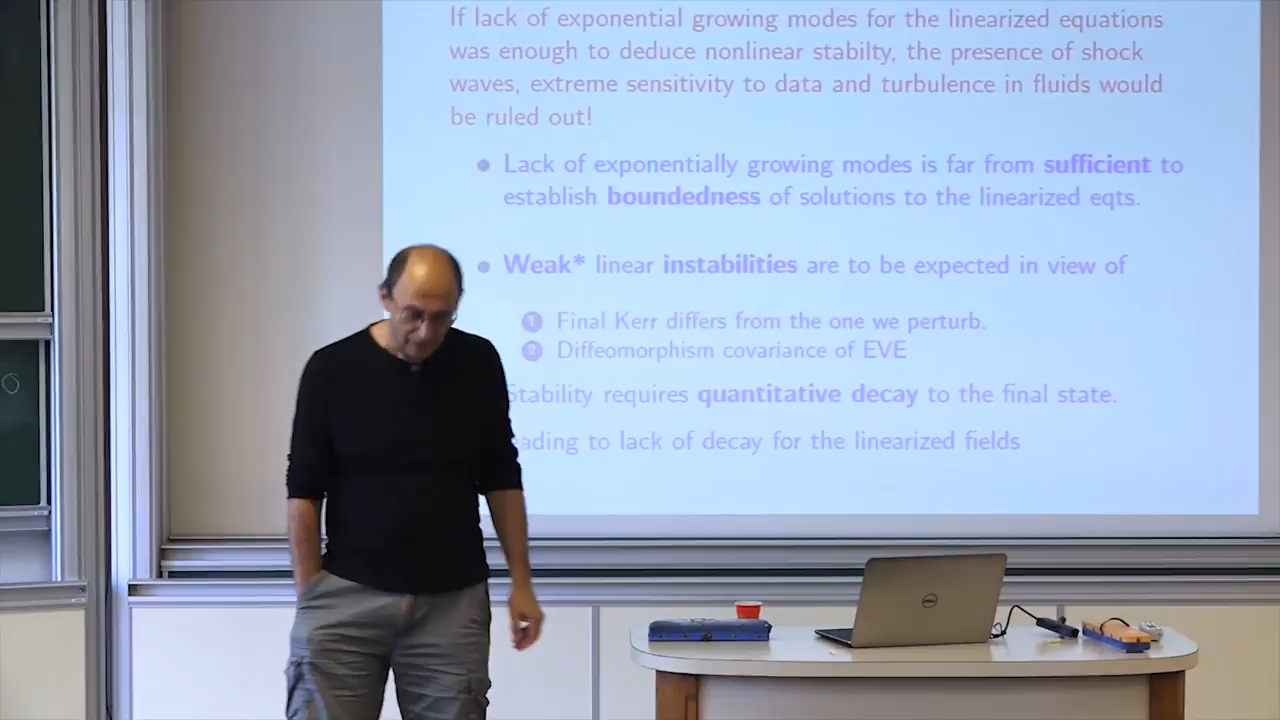 If lack of exponential growing modes for the linearized equations
was enough to deduce nonlinear stabilty, the presence of shock
waves, extreme sensitivity to data and turbulence in fluids would
be ruled out!
Lack of exponentially growing modes is far from sufficient to
establish boundedness of solutions to the linearized eqts.
Weak* linear instabilities are to be expected in view of
1 Final Kerr differs from the one we perturb.
2 Diffeomorphism covariance of EVE
Stability requires quantitative decay to the final state.
to lack of decay for the linearized fields
DELL